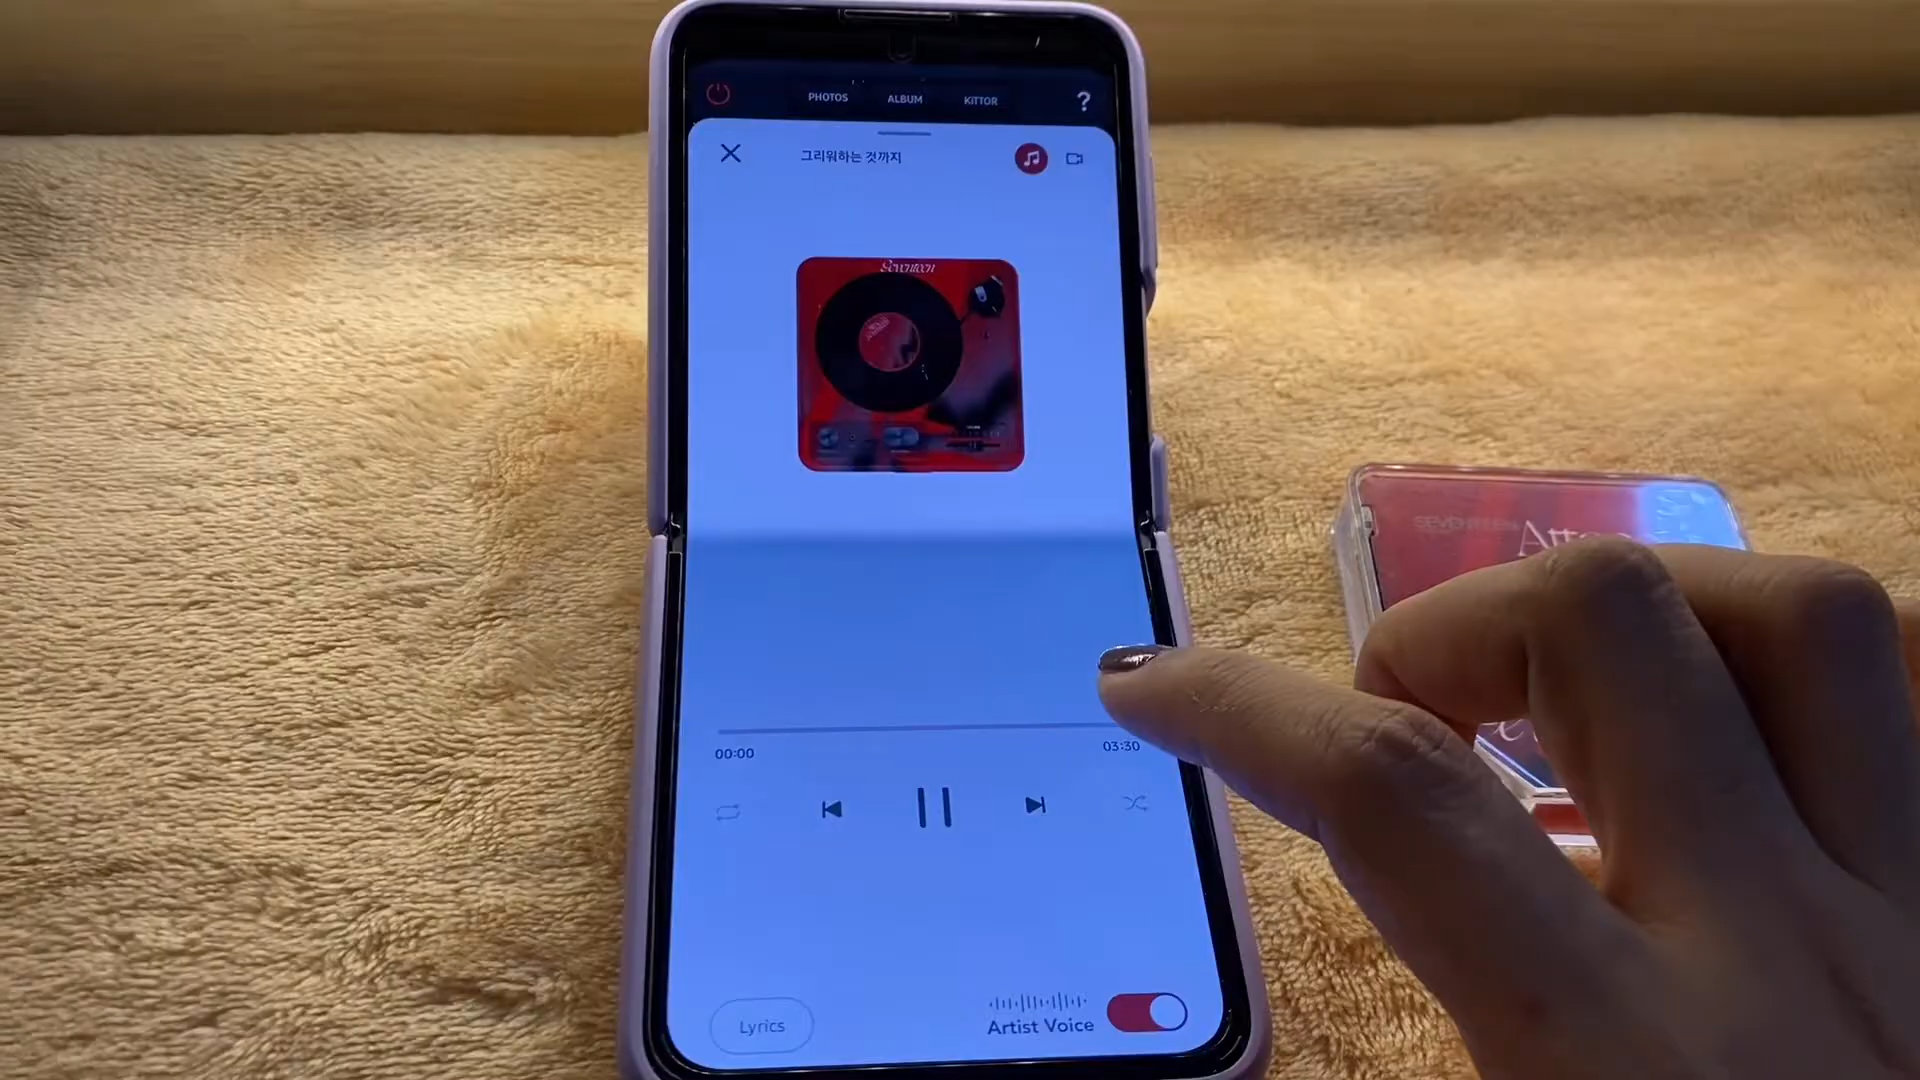 PHOTOS ALBUM KiTTOR ?
그리워하는 것까지
Seventeen
00:00 03:30
Lyrics
Artist Voice
SEVENTEEN